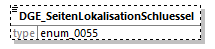 DGE_SeitenLokalisationSchluessel
type enum_0055